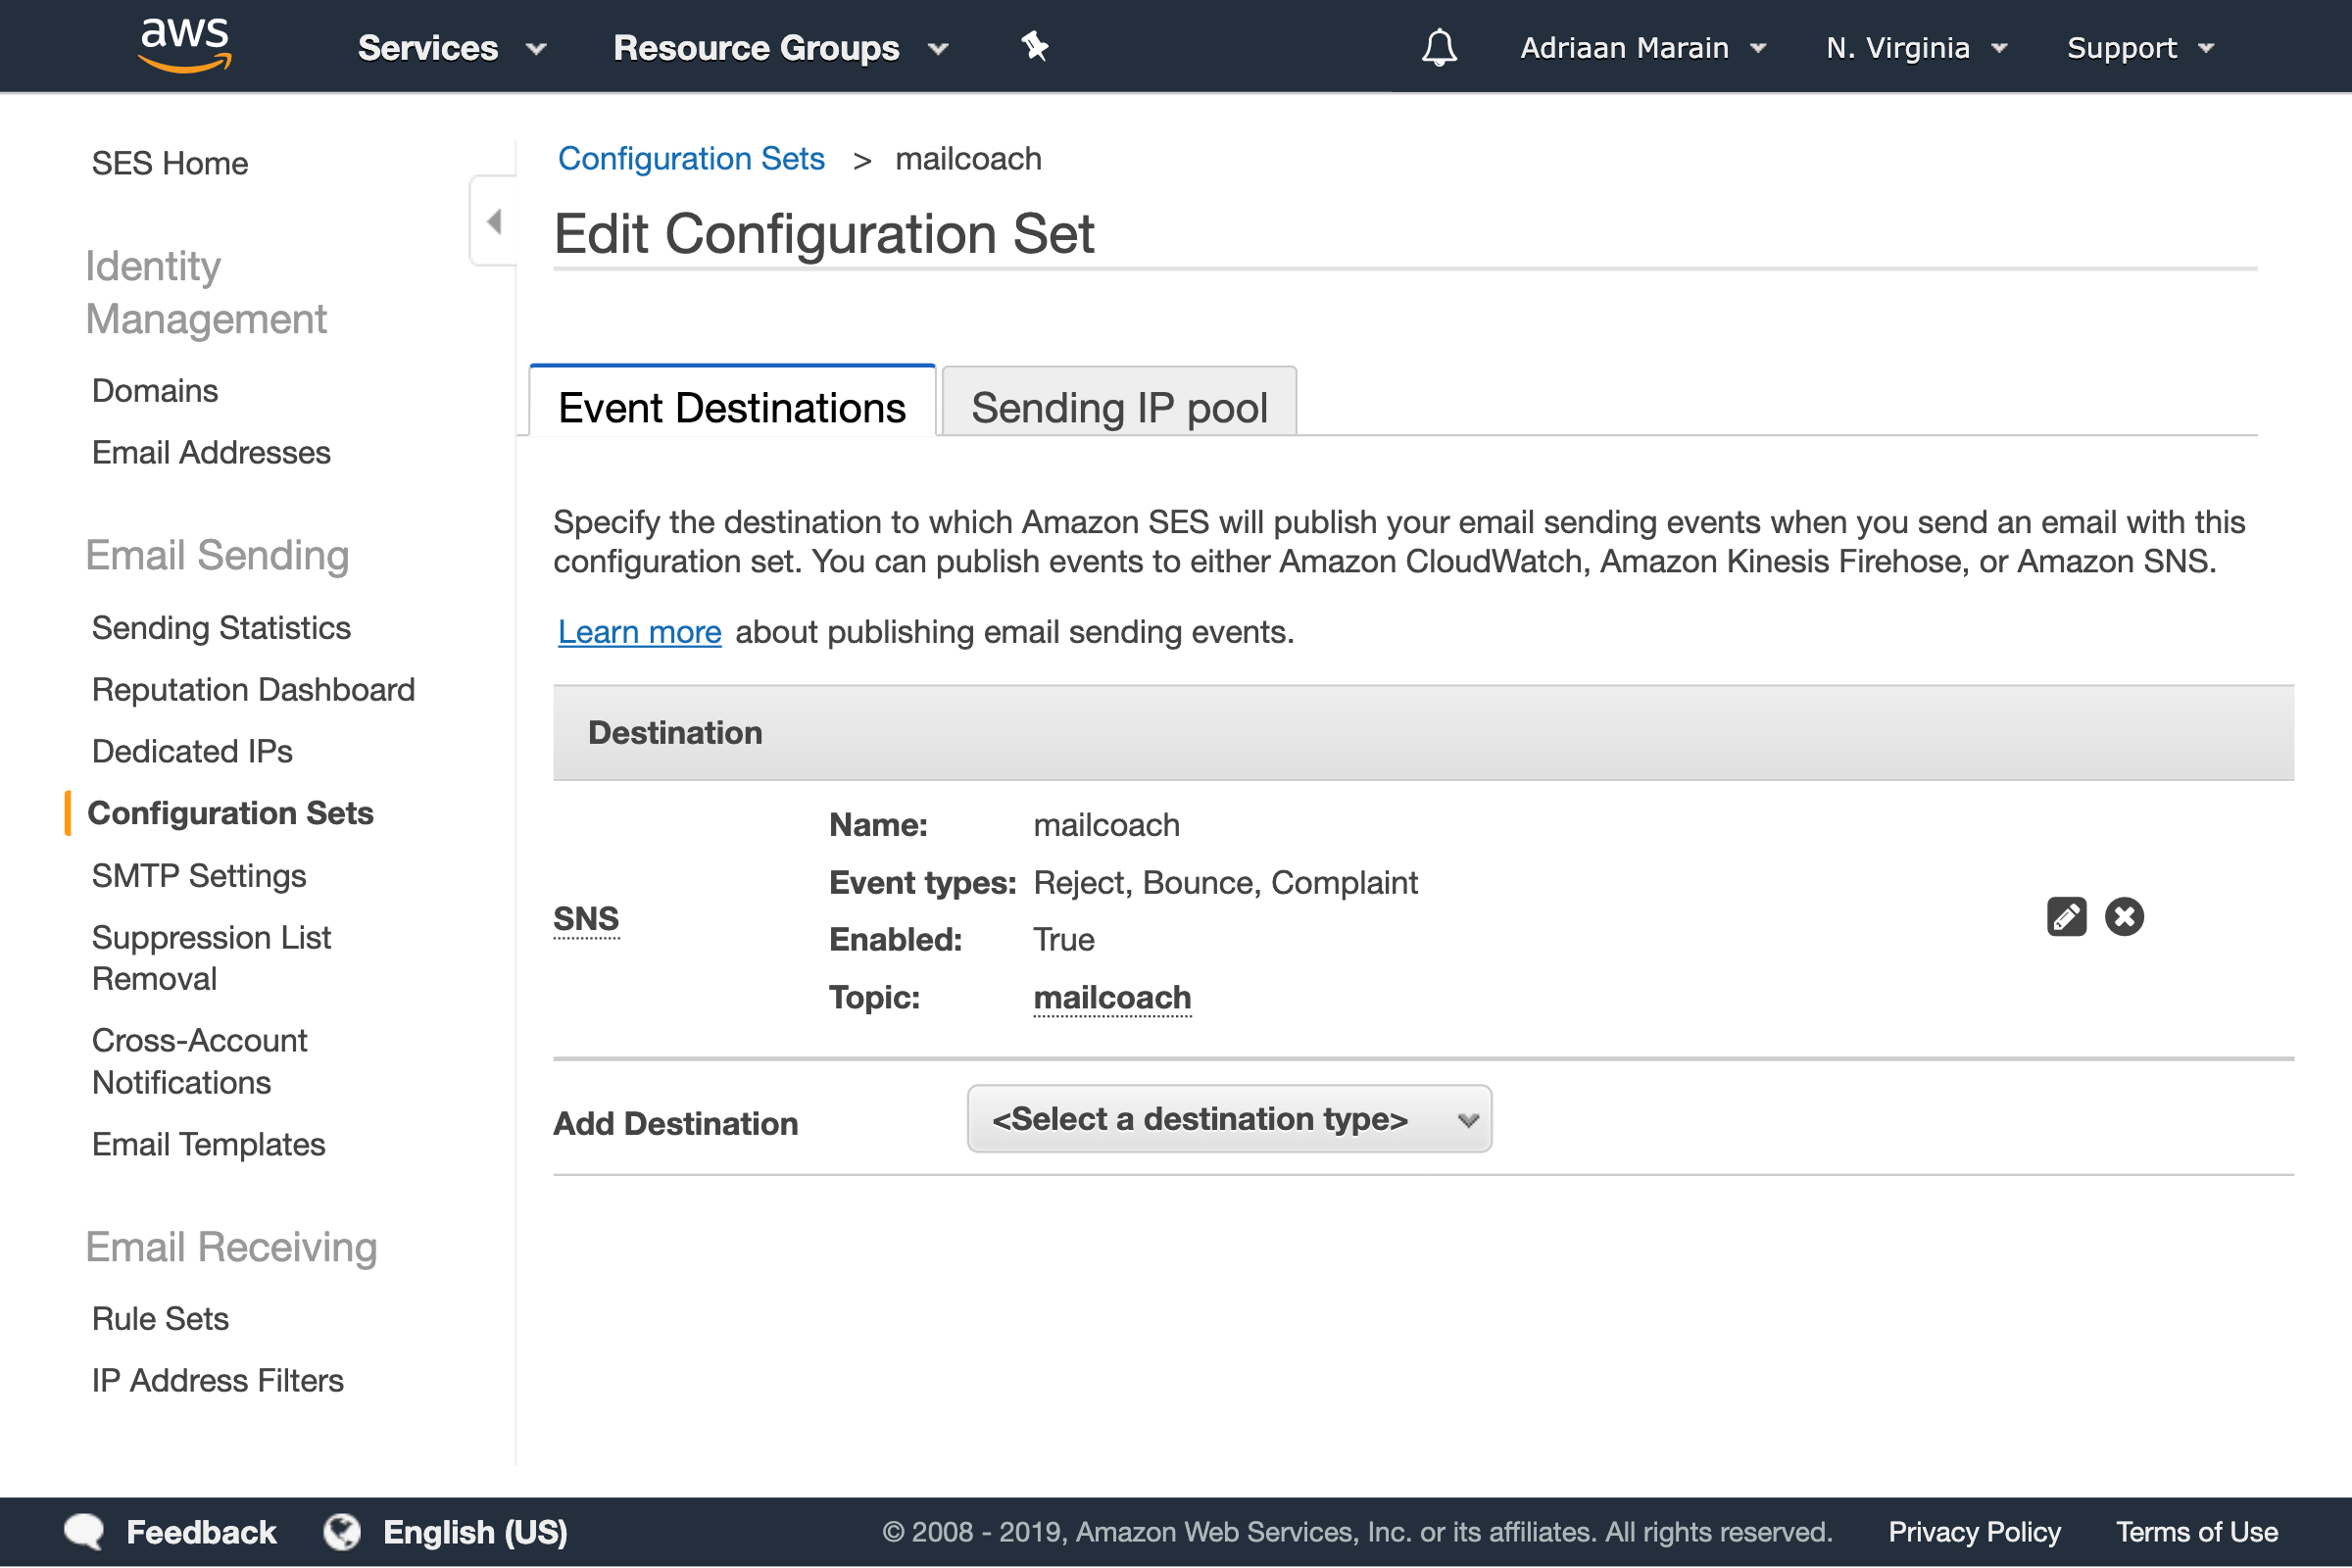 aws
Services
Resource Groups
Adriaan Marain
N. Virginia
Support
SES Home
Identity
Management
Domains
Email Addresses
Email Sending
Sending Statistics
Reputation Dashboard
Dedicated IPs
Configuration Sets
SMTP Settings
Suppression List
Removal
Cross-Account
Notifications
Email Templates
Email Receiving
Rule Sets
IP Address Filters
Configuration Sets > mailcoach
Edit Configuration Set
Event Destinations
Sending IP pool
Specify the destination to which Amazon SES will publish your email sending events when you send an email with this
configuration set. You can publish events to either Amazon CloudWatch, Amazon Kinesis Firehose, or Amazon SNS.
Learn more about publishing email sending events.
Destination
SNS
Name: mailcoach
Event types: Reject, Bounce, Complaint
Enabled: True
Topic: mailcoach
Add Destination
<Select a destination type>
Feedback
English (US)
© 2008 - 2019, Amazon Web Services, Inc. or its affiliates. All rights reserved.
Privacy Policy
Terms of Use